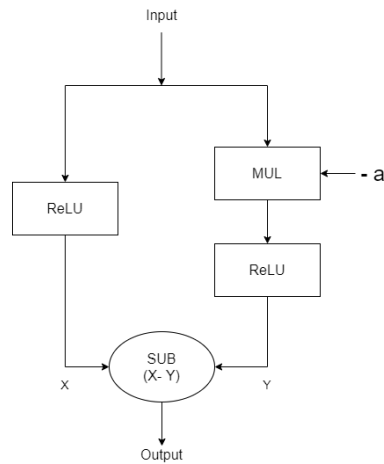 Input
MUL
- a
ReLU
ReLU
SUB
(X- Y)
X
Y
Output